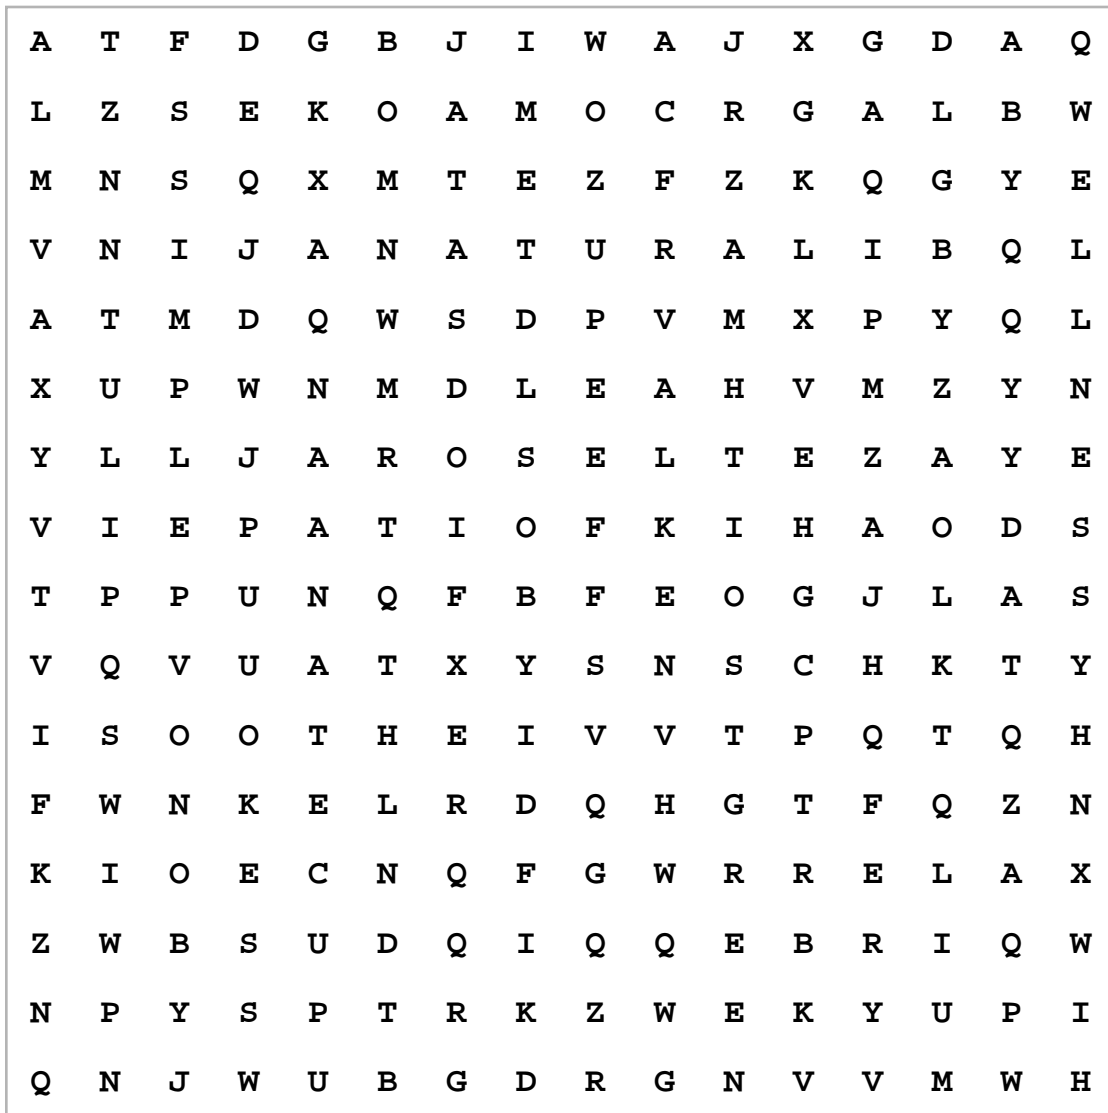 A T F D G B J I W A J X G D A Q
L Z S E K O A M O C R G A L B W
M N S Q X M T E Z F Z K Q G Y E
V N I J A N A T U R A L I B Q L
A T M D Q W S D P V M X P Y Q L
X U P W N M D L E A H V M Z Y N
Y L L J A R O S E L T E Z A Y E
V I E P A T I O F K I H A O D S
T P P U N Q F B F E O G J L A S
V Q V U A T X Y S N S C H K T Y
I S O O T H E I V V T P Q T Q H
F W N K E L R D Q H G T F Q Z N
K I O E C N Q F G W R R E L A X
Z W B S U D Q I Q Q E B R I Q W
N P Y S P T R K Z W E K Y U P I
Q N J W U B G D R G N V V M W H